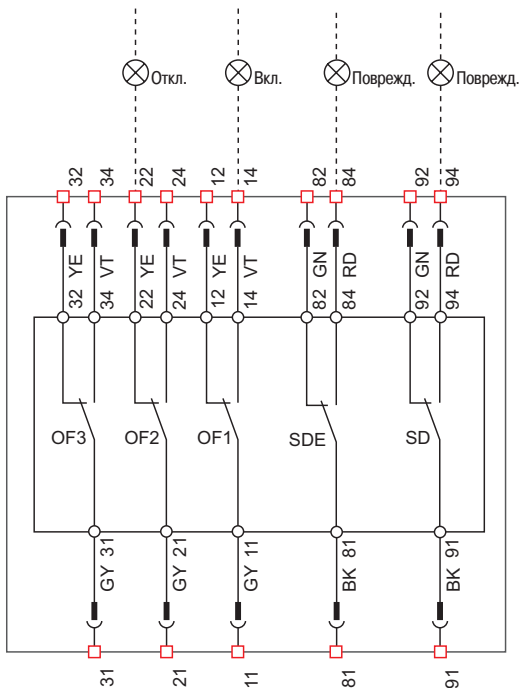 Откл.
Вкл.
Поврежд.
Поврежд.
32 34 22 24 12 14 82 84 92 94
YE VT YE VT YE VT GN RD GN RD
32 34 22 24 12 14 82 84 92 94
OF3 OF2 OF1 SDE SD
31 21 11 81 91
GY GY GY BK BK
31 21 11 81 91